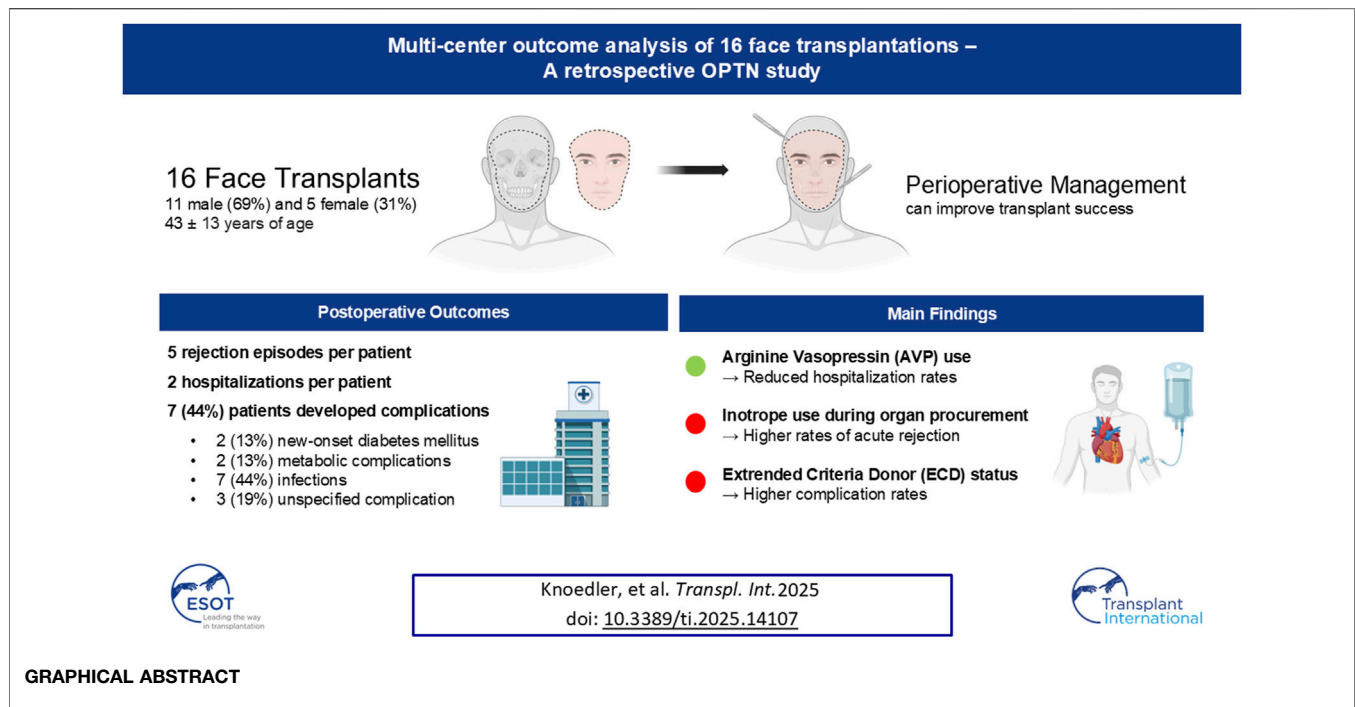 Multi-center outcome analysis of 16 face transplantations –
A retrospective OPTN study
16 Face Transplants
11 male (69%) and 5 female (31%)
43 ± 13 years of age
Perioperative Management
can improve transplant success
Postoperative Outcomes
5 rejection episodes per patient
2 hospitalizations per patient
7 (44%) patients developed complications
• 2 (13%) new-onset diabetes mellitus
• 2 (13%) metabolic complications
• 7 (44%) infections
• 3 (19%) unspecified complication
Main Findings
Arginine Vasopressin (AVP) use
→ Reduced hospitalization rates
Inotrope use during organ procurement
→ Higher rates of acute rejection
Extrended Criteria Donor (ECD) status
→ Higher complication rates
ESOT
Leading the way
in transplantation
Knoedler, et al. Transpl. Int. 2025
doi: 10.3389/ti.2025.14107
Transplant
International
GRAPHICAL ABSTRACT